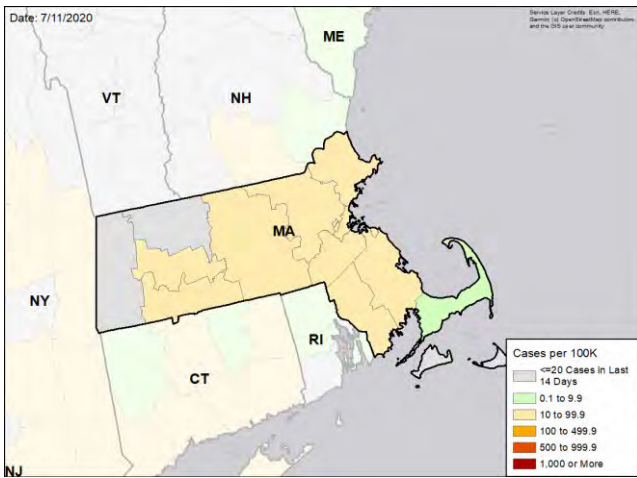 Date: 7/11/2020
Service Layer Credits: Esri, HERE,
Garmin, (c) OpenStreetMap contributors,
and the GIS user community
ME
VT
NH
MA
NY
CT
RI
NJ
Cases per 100K
<=20 Cases in Last
14 Days
0.1 to 9.9
10 to 99.9
100 to 499.9
500 to 999.9
1,000 or More